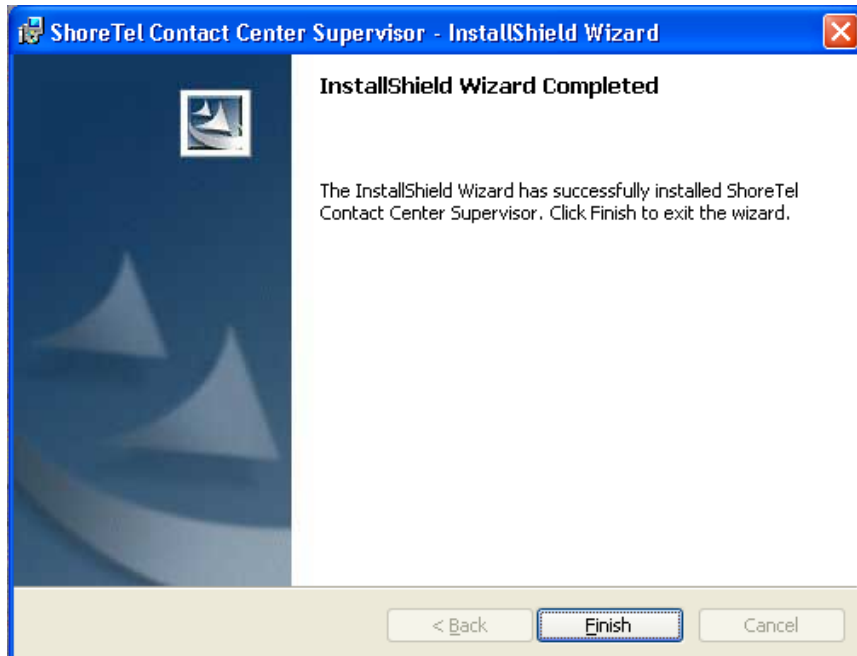 ShoreTel Contact Center Supervisor - InstallShield Wizard
InstallShield Wizard Completed
The InstallShield Wizard has successfully installed ShoreTel
Contact Center Supervisor. Click Finish to exit the wizard.
< Back
Finish
Cancel